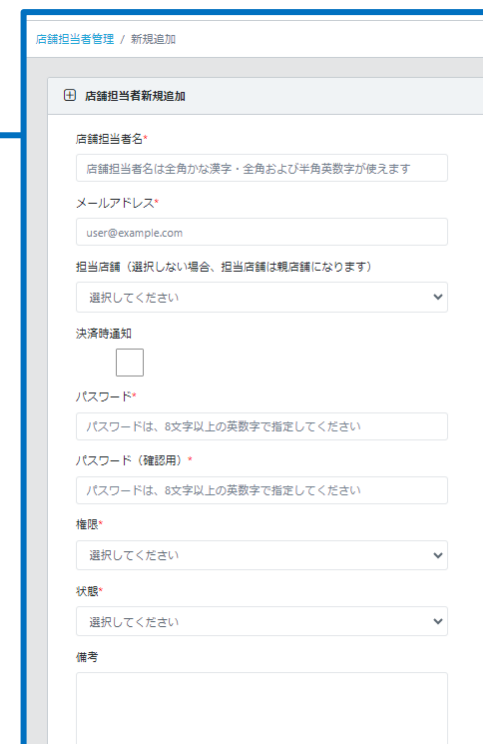 店舗担当者管理 / 新規追加
店舗担当者新規追加
店舗担当者名*
店舗担当者名は全角かな漢字・全角および半角英数字が使えます
メールアドレス*
user@example.com
担当店舗（選択しない場合、担当店舗は親店舗になります）
選択してください
決済時通知
パスワード*
パスワードは、8文字以上の英数字で指定してください
パスワード（確認用）*
パスワードは、8文字以上の英数字で指定してください
権限*
選択してください
状態*
選択してください
備考